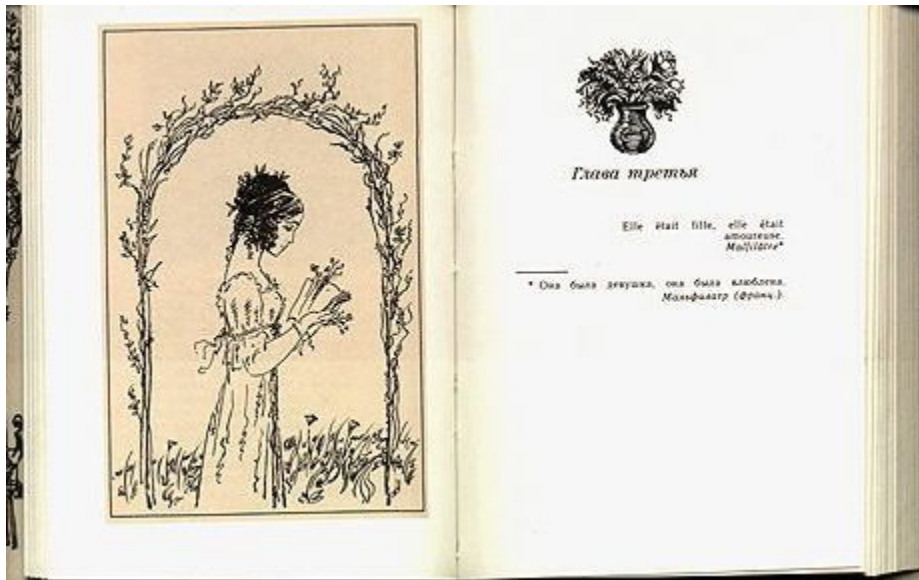 Глава третья
Elle était fille, elle était
amoureuse.
Malfilâtre*
* Она была девушка, она была влюблена.
Мальфилатр (франц.).